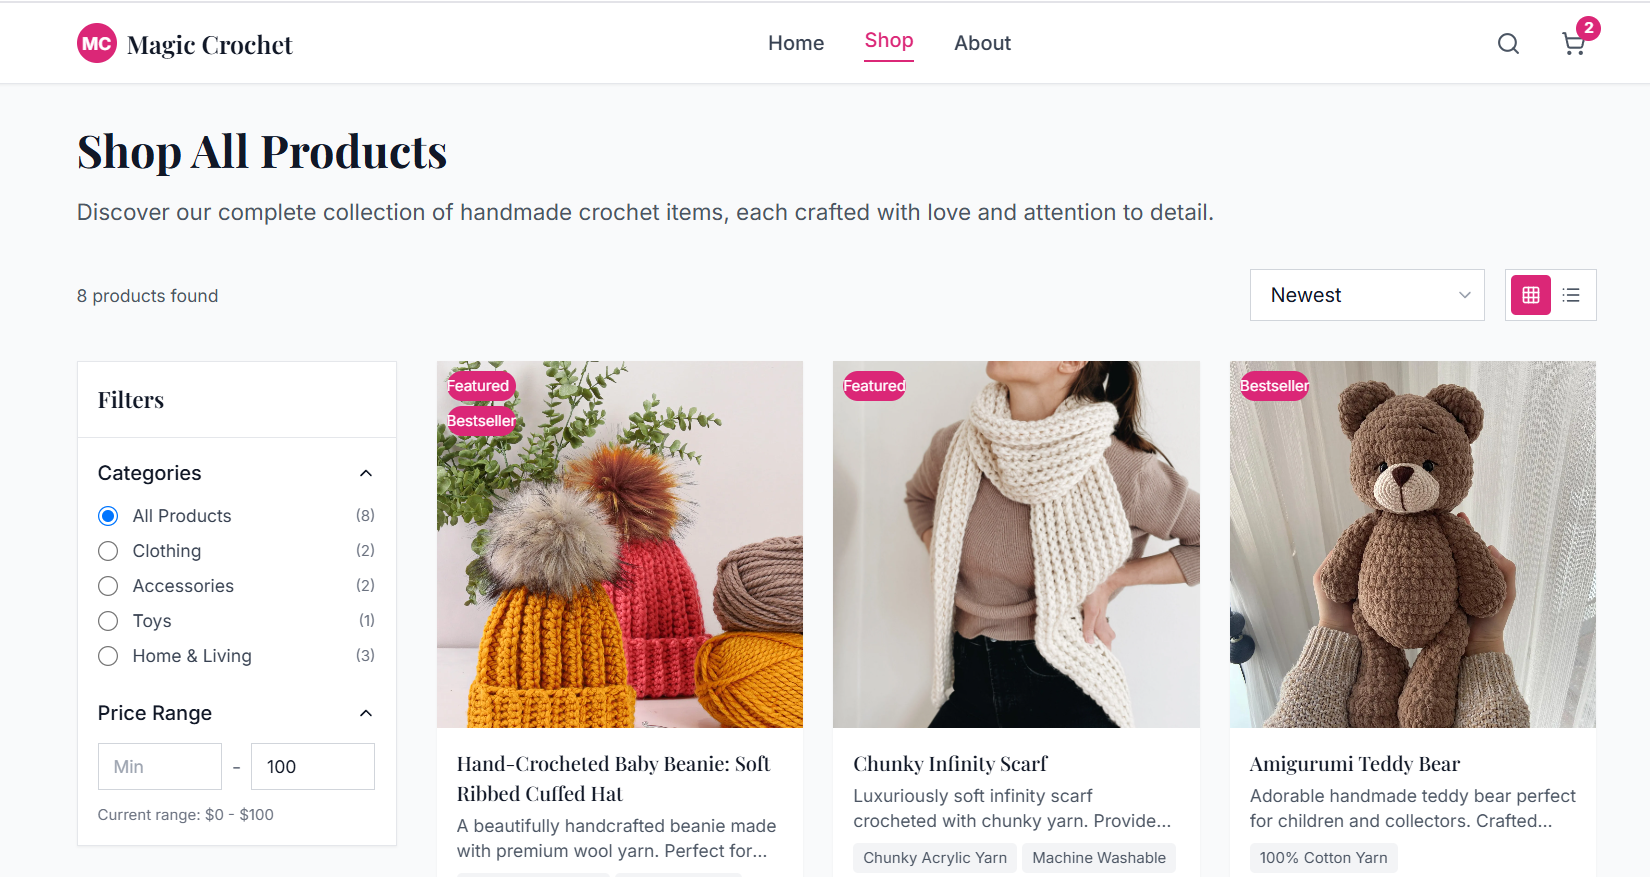 MC Magic Crochet
Home Shop About
2
Shop All Products
Discover our complete collection of handmade crochet items, each crafted with love and attention to detail.
8 products found
Newest
Filters
Categories
All Products (8)
Clothing (2)
Accessories (2)
Toys (1)
Home & Living (3)
Price Range
Min - 100
Current range: $0 - $100
Featured
Bestseller
Hand-Crocheted Baby Beanie: Soft
Ribbed Cuffed Hat
A beautifully handcrafted beanie made
with premium wool yarn. Perfect for...
Featured
Chunky Infinity Scarf
Luxuriously soft infinity scarf
crocheted with chunky yarn. Provide...
Chunky Acrylic Yarn Machine Washable
Bestseller
Amigurumi Teddy Bear
Adorable handmade teddy bear perfect
for children and collectors. Crafted...
100% Cotton Yarn